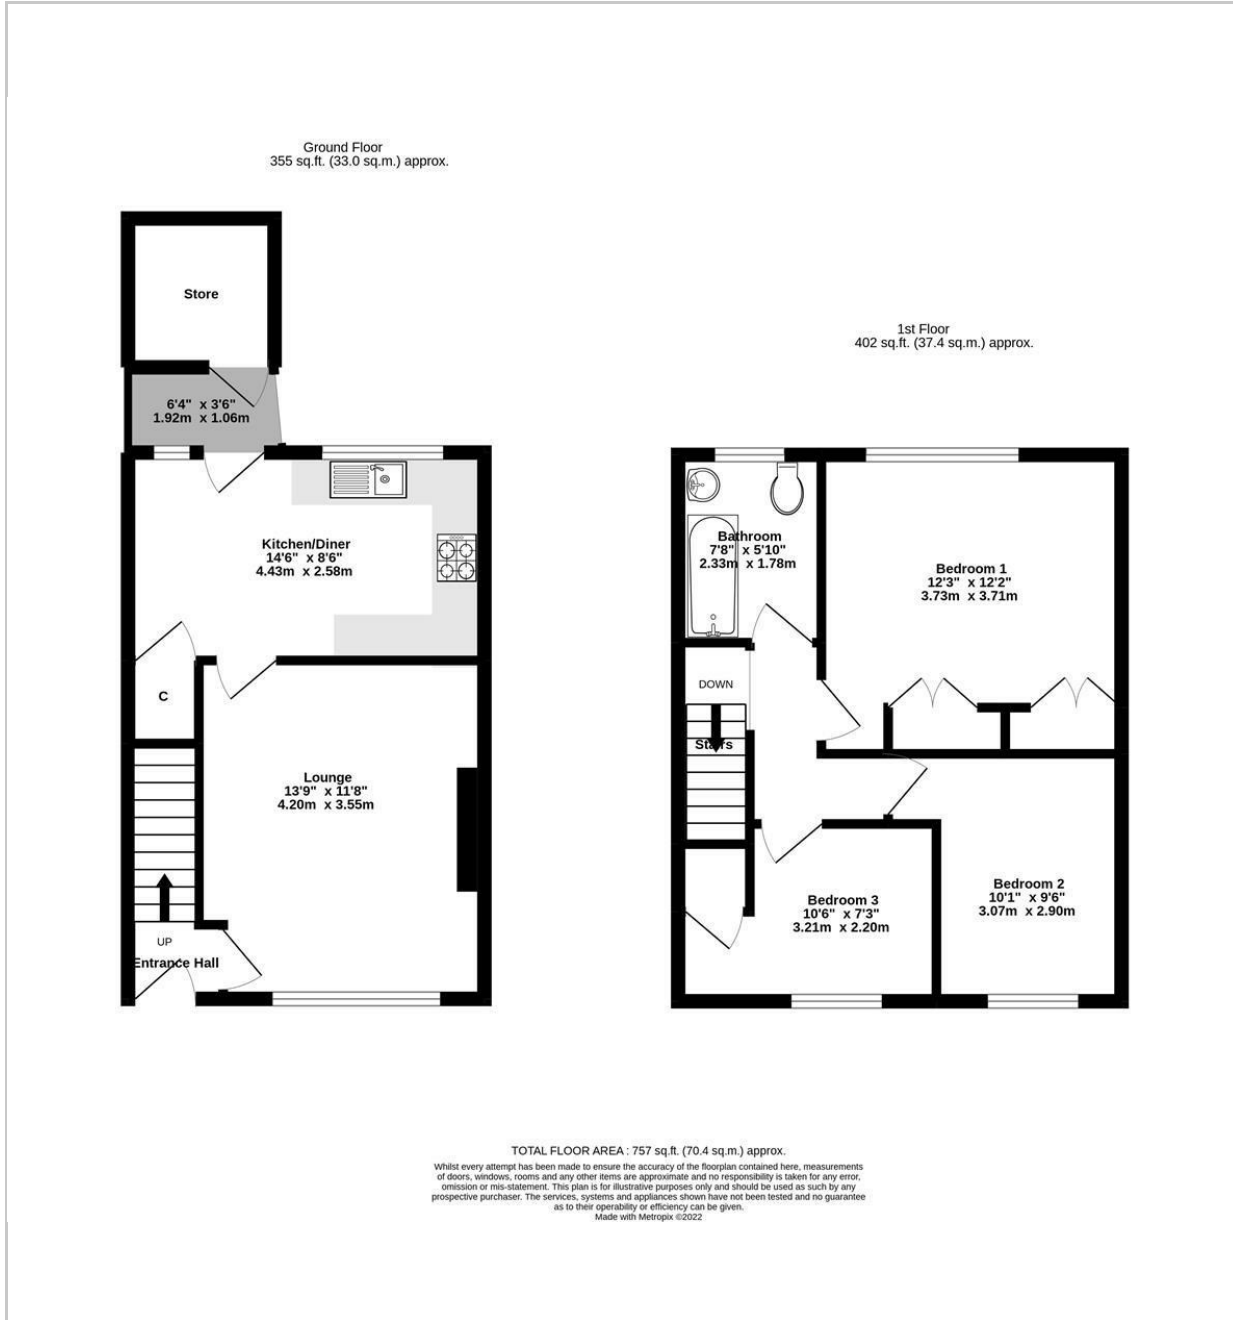 Ground Floor
355 sq.ft. (33.0 sq.m.) approx.
Store
6'4" x 3'6"
1.92m x 1.06m
Kitchen/Diner
14'6" x 8'6"
4.43m x 2.58m
C
Lounge
13'9" x 11'8"
4.20m x 3.55m
UP
Entrance Hall
1st Floor
402 sq.ft. (37.4 sq.m.) approx.
Bathroom
7'8" x 5'10"
2.33m x 1.78m
Bedroom 1
12'3" x 12'2"
3.73m x 3.71m
DOWN
Stairs
Bedroom 2
10'1" x 9'6"
3.07m x 2.90m
Bedroom 3
10'6" x 7'3"
3.21m x 2.20m
TOTAL FLOOR AREA : 757 sq.ft. (70.4 sq.m.) approx.
Whilst every attempt has been made to ensure the accuracy of the floorplan contained here, measurements
of doors, windows, rooms and any other items are approximate and no responsibility is taken for any error,
omission or mis-statement. This plan is for illustrative purposes only and should be used as such by any
prospective purchaser. The services, systems and appliances shown have not been tested and no guarantee
as to their operability or efficiency can be given.
Made with Metropix ©2022